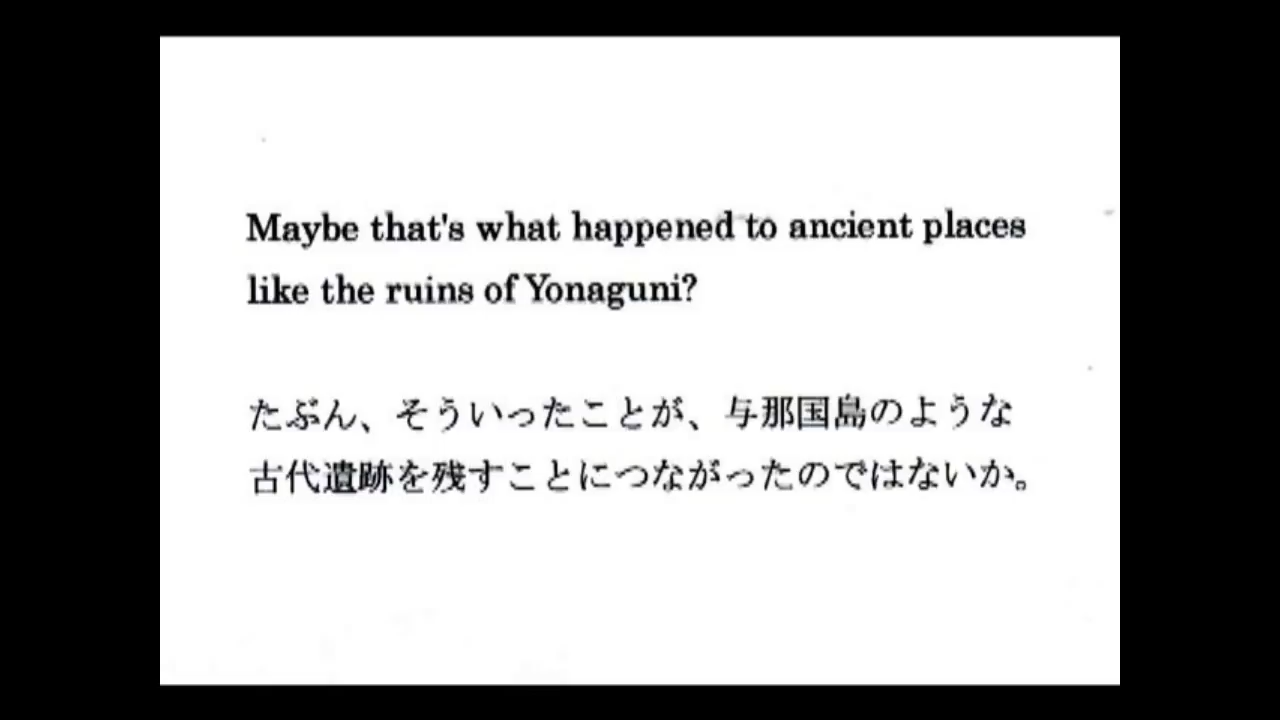 Maybe that's what happened to ancient places
like the ruins of Yonaguni?
たぶん、そういったことが、与那国島のような
古代遺跡を残すことにつながったのではないか。